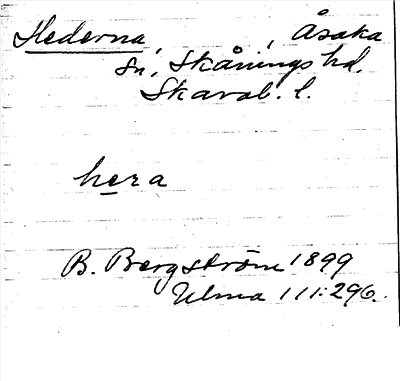 Hederna, Åsaka
sn, Skånings hd.
Skarab. l.
hera
B. Bergström 1899
Ulma 111:296.